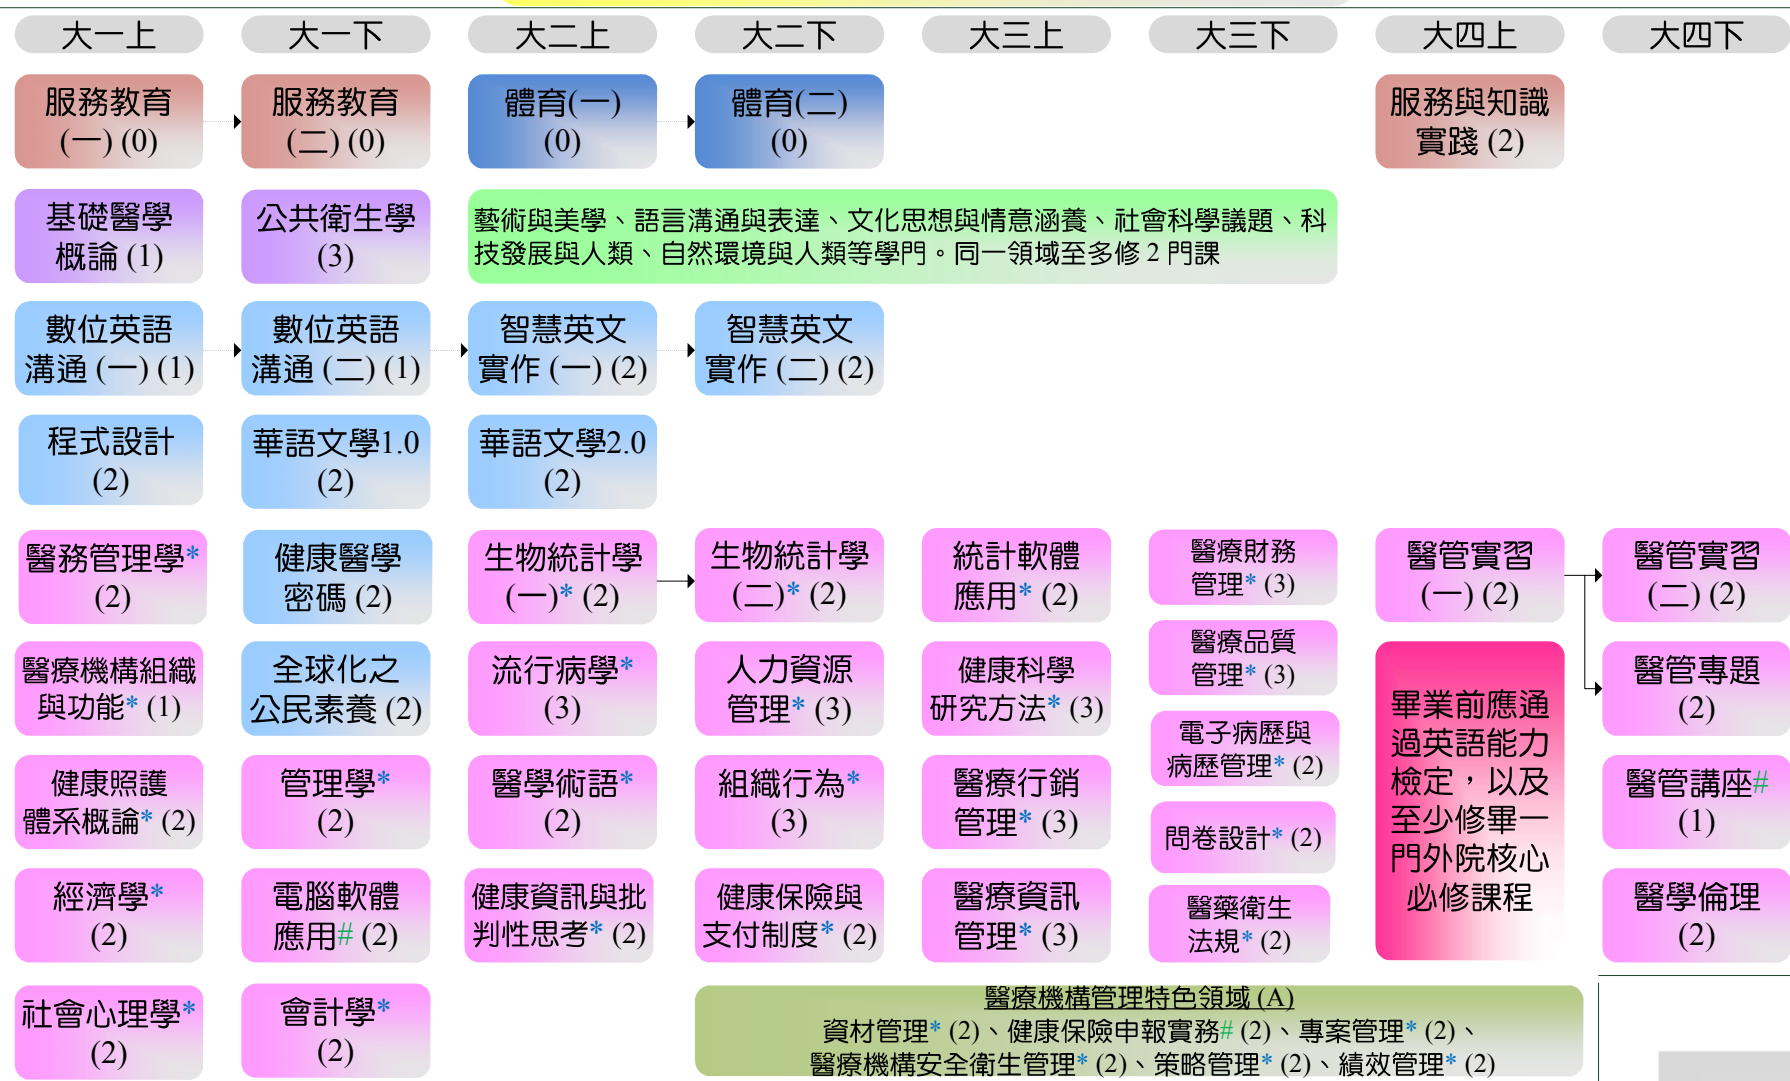 大一上
大一下
大二上
大二下
大三上
大三下
大四上
大四下
服務教育
(一) (0)
服務教育
(二) (0)
體育(一)
(0)
體育(二)
(0)
服務與知識
實踐 (2)
基礎醫學
概論 (1)
公共衛生學
(3)
藝術與美學、語言溝通與表達、文化思想與情意涵養、社會科學議題、科
技發展與人類、自然環境與人類等學門。同一領域至多修 2 門課
數位英語
溝通 (一) (1)
數位英語
溝通 (二) (1)
智慧英文
實作 (一) (2)
智慧英文
實作 (二) (2)
程式設計
(2)
華語文學1.0
(2)
華語文學2.0
(2)
醫務管理學*
(2)
健康醫學
密碼 (2)
生物統計學
(一)* (2)
生物統計學
(二)* (2)
統計軟體
應用* (2)
醫療財務
管理* (3)
醫管實習
(一) (2)
醫管實習
(二) (2)
醫療機構組織
與功能* (1)
全球化之
公民素養 (2)
流行病學*
(3)
人力資源
管理* (3)
健康科學
研究方法* (3)
醫療品質
管理* (3)
畢業前應通
過英語能力
檢定，以及
至少修畢一
門外院核心
必修課程
醫管專題
(2)
健康照護
體系概論* (2)
管理學*
(2)
醫學術語*
(2)
組織行為*
(3)
醫療行銷
管理* (3)
電子病歷與
病歷管理* (2)
問卷設計* (2)
醫管講座#
(1)
經濟學*
(2)
電腦軟體
應用# (2)
健康資訊與批
判性思考* (2)
健康保險與
支付制度* (2)
醫療資訊
管理* (3)
醫藥衛生
法規* (2)
醫學倫理
(2)
社會心理學*
(2)
會計學*
(2)
醫療機構管理特色領域 (A)
資材管理* (2)、健康保險申報實務# (2)、專案管理* (2)、
醫療機構安全衛生管理* (2)、策略管理* (2)、績效管理* (2)